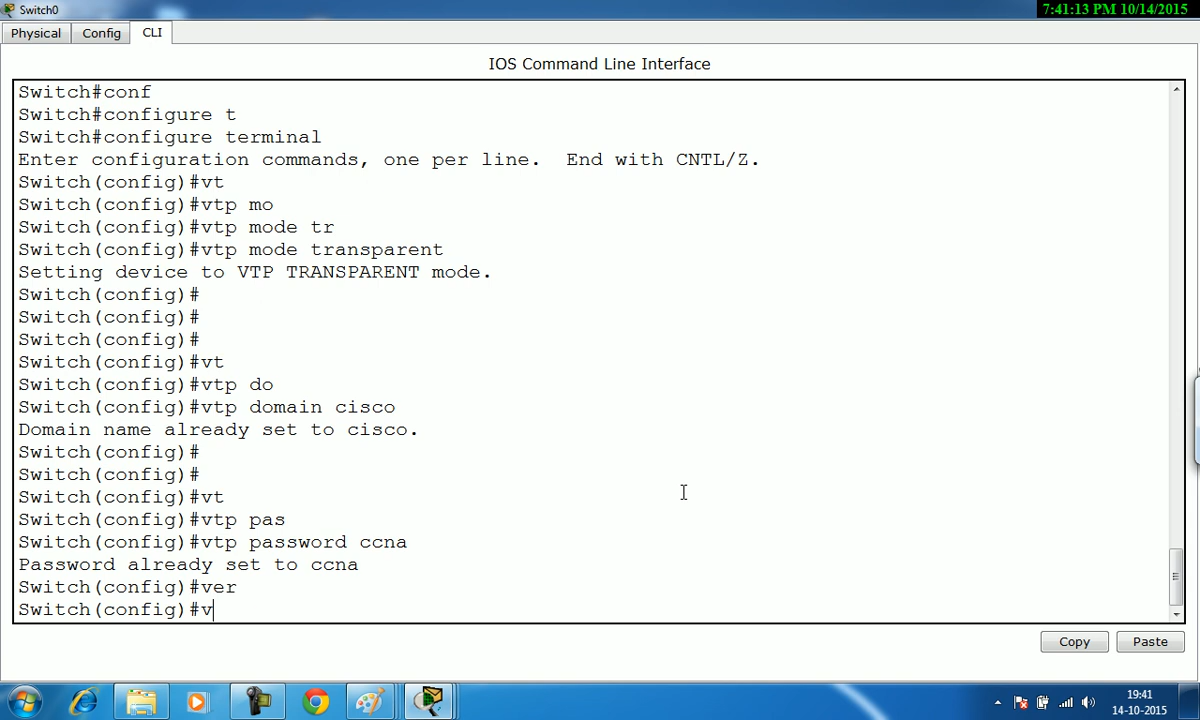 Switch0
7:41:13 PM 10/14/2015
Physical Config CLI
IOS Command Line Interface
Switch#conf
Switch#configure t
Switch#configure terminal
Enter configuration commands, one per line.  End with CNTL/Z.
Switch(config)#vt
Switch(config)#vtp mo
Switch(config)#vtp mode tr
Switch(config)#vtp mode transparent
Setting device to VTP TRANSPARENT mode.
Switch(config)#
Switch(config)#
Switch(config)#
Switch(config)#vt
Switch(config)#vtp do
Switch(config)#vtp domain cisco
Domain name already set to cisco.
Switch(config)#
Switch(config)#
Switch(config)#vt
Switch(config)#vtp pas
Switch(config)#vtp password ccna
Password already set to ccna
Switch(config)#ver
Switch(config)#v
Copy Paste
19:41
14-10-2015